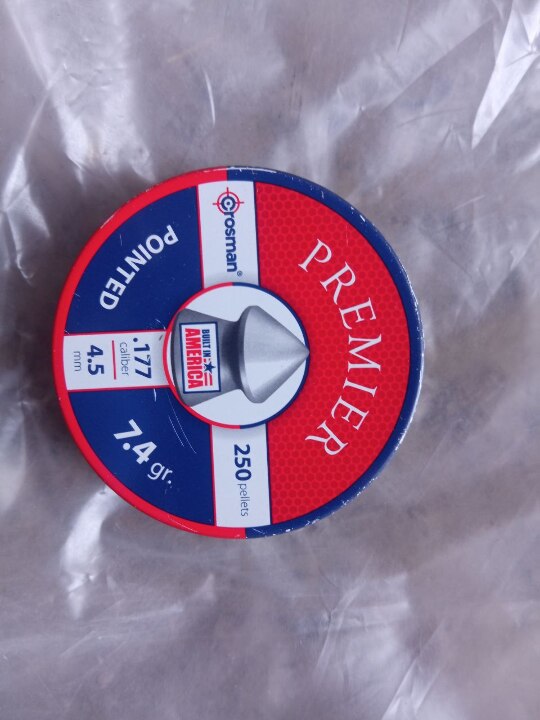 crosman®
PREMIER
POINTED
BUILT IN
AMERICA
.177
caliber
4.5
mm
7.4 gr.
250 pellets